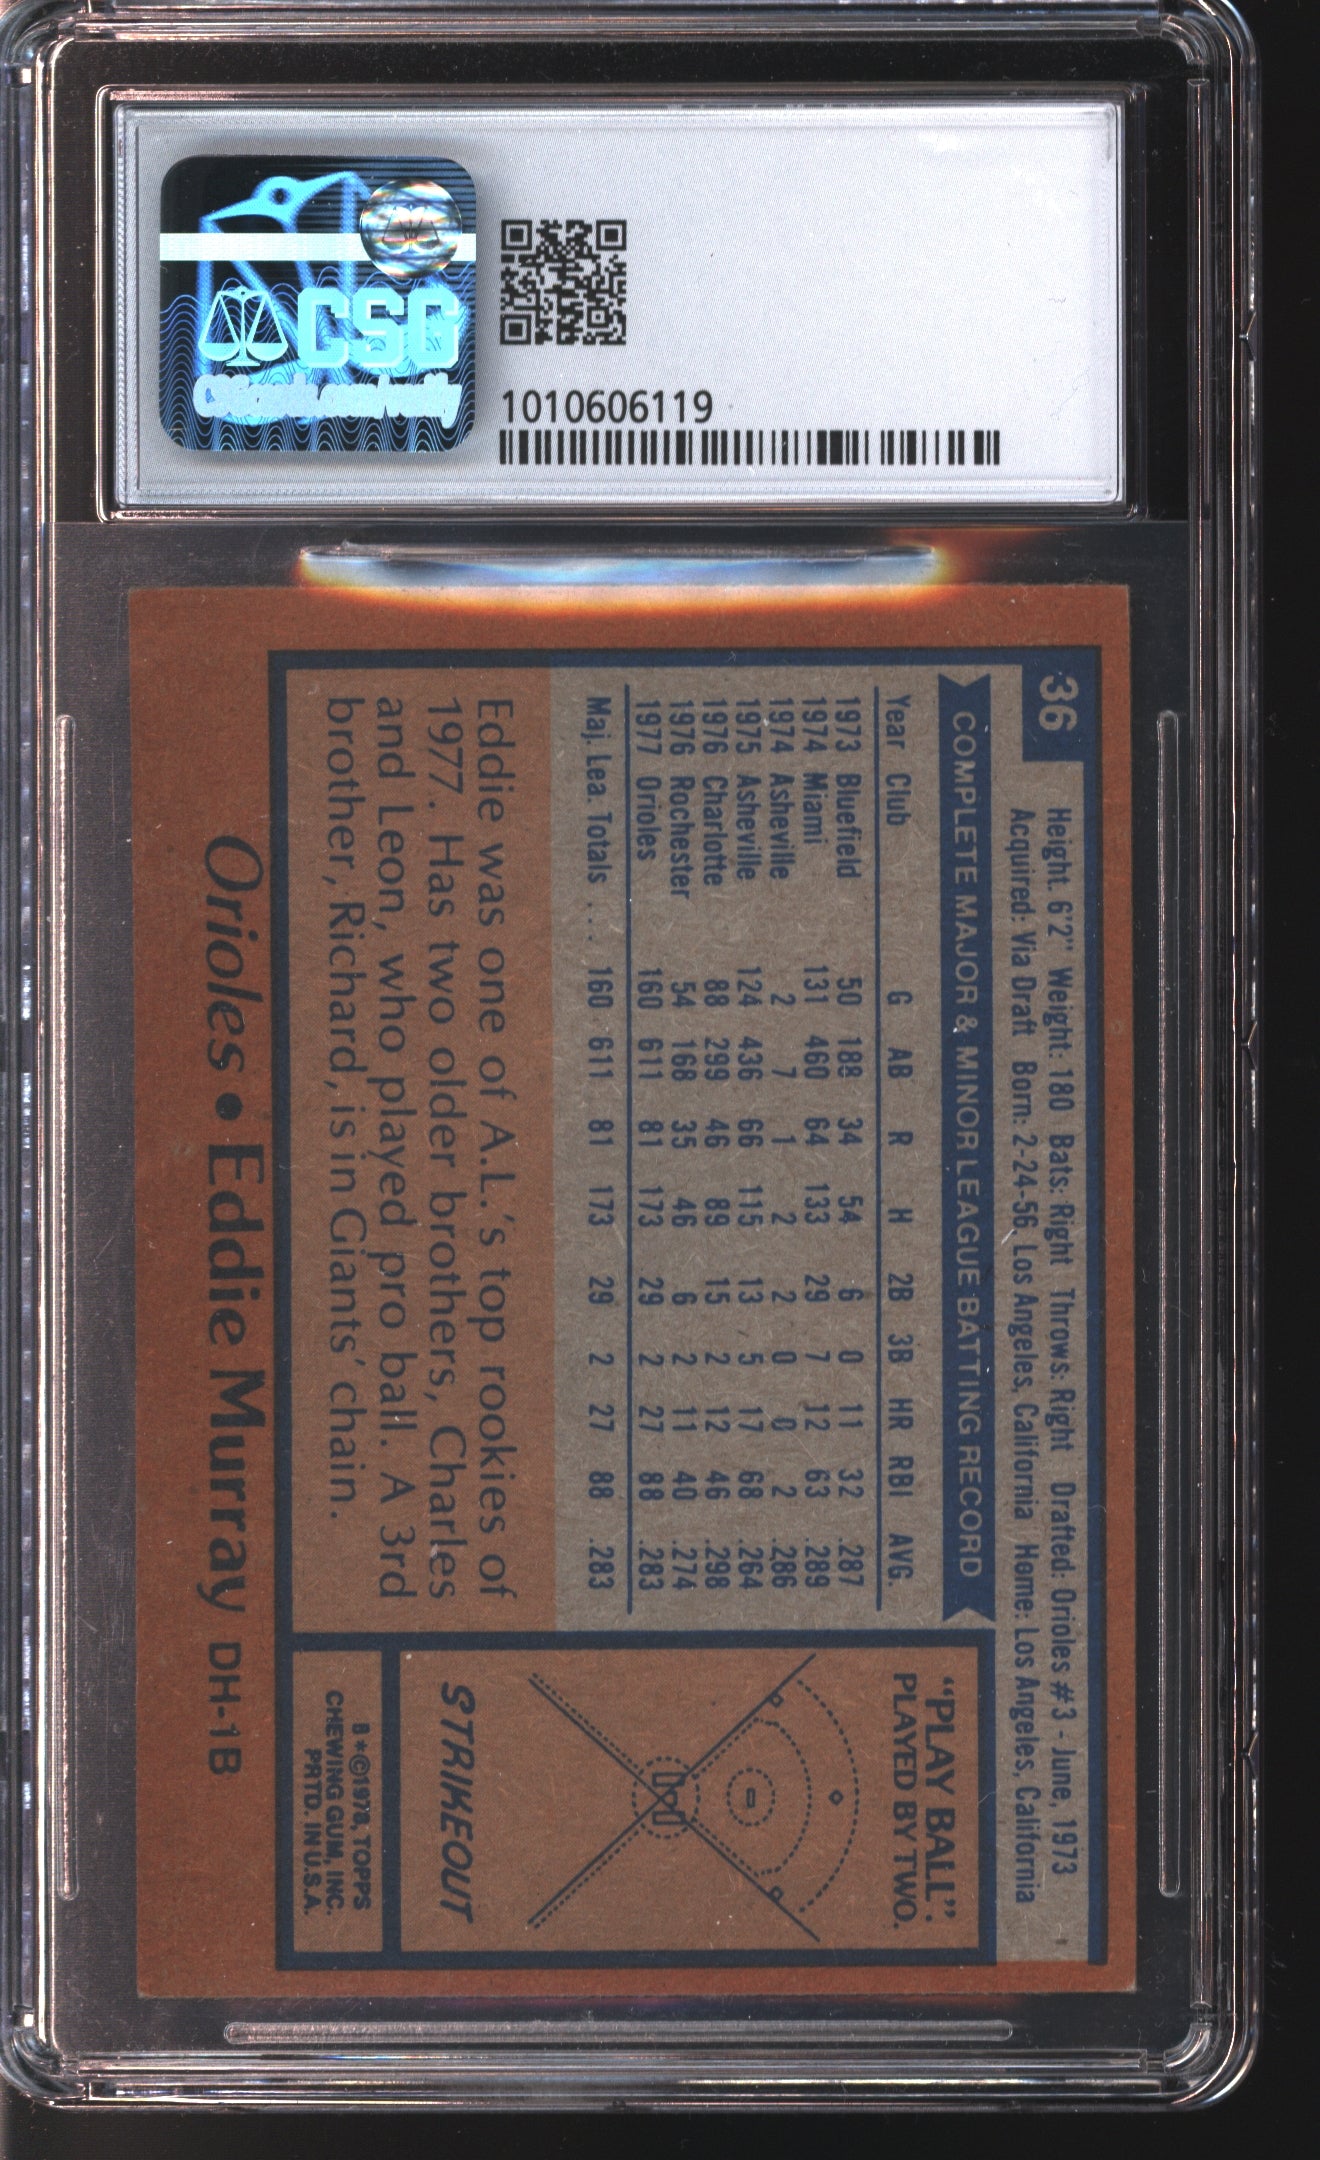 CSG
CSGcards.com/verify
1010606119
36
Height: 6'2" Weight: 180 Bats: Right Throws: Right Drafted: Orioles #3 - June, 1973
Acquired: Via Draft Born: 2-24-56, Los Angeles, California Home: Los Angeles, California
COMPLETE MAJOR & MINOR LEAGUE BATTING RECORD
Year Club G AB R H 2B 3B HR RBI AVG.
1973 Bluefield 50 188 34 54 6 0 11 32 .287
1974 Miami 131 460 64 133 29 7 12 63 .289
1974 Asheville 2 7 1 2 2 0 0 2 .286
1975 Asheville 124 436 66 115 13 5 17 68 .264
1976 Charlotte 88 299 46 89 15 2 12 46 .298
1976 Rochester 54 168 35 46 6 2 11 40 .274
1977 Orioles 160 611 81 173 29 2 27 88 .283
Maj. Lea. Totals .... 160 611 81 173 29 2 27 88 .283
Eddie was one of A.L.'s top rookies of
1977. Has two older brothers, Charles
and Leon, who played pro ball. A 3rd
brother, Richard, is in Giants' chain.
"PLAY BALL":
PLAYED BY TWO.
STRIKEOUT
B*©1978, TOPPS
CHEWING GUM, INC.
PRTD. IN U.S.A.
Orioles • Eddie Murray DH-1B